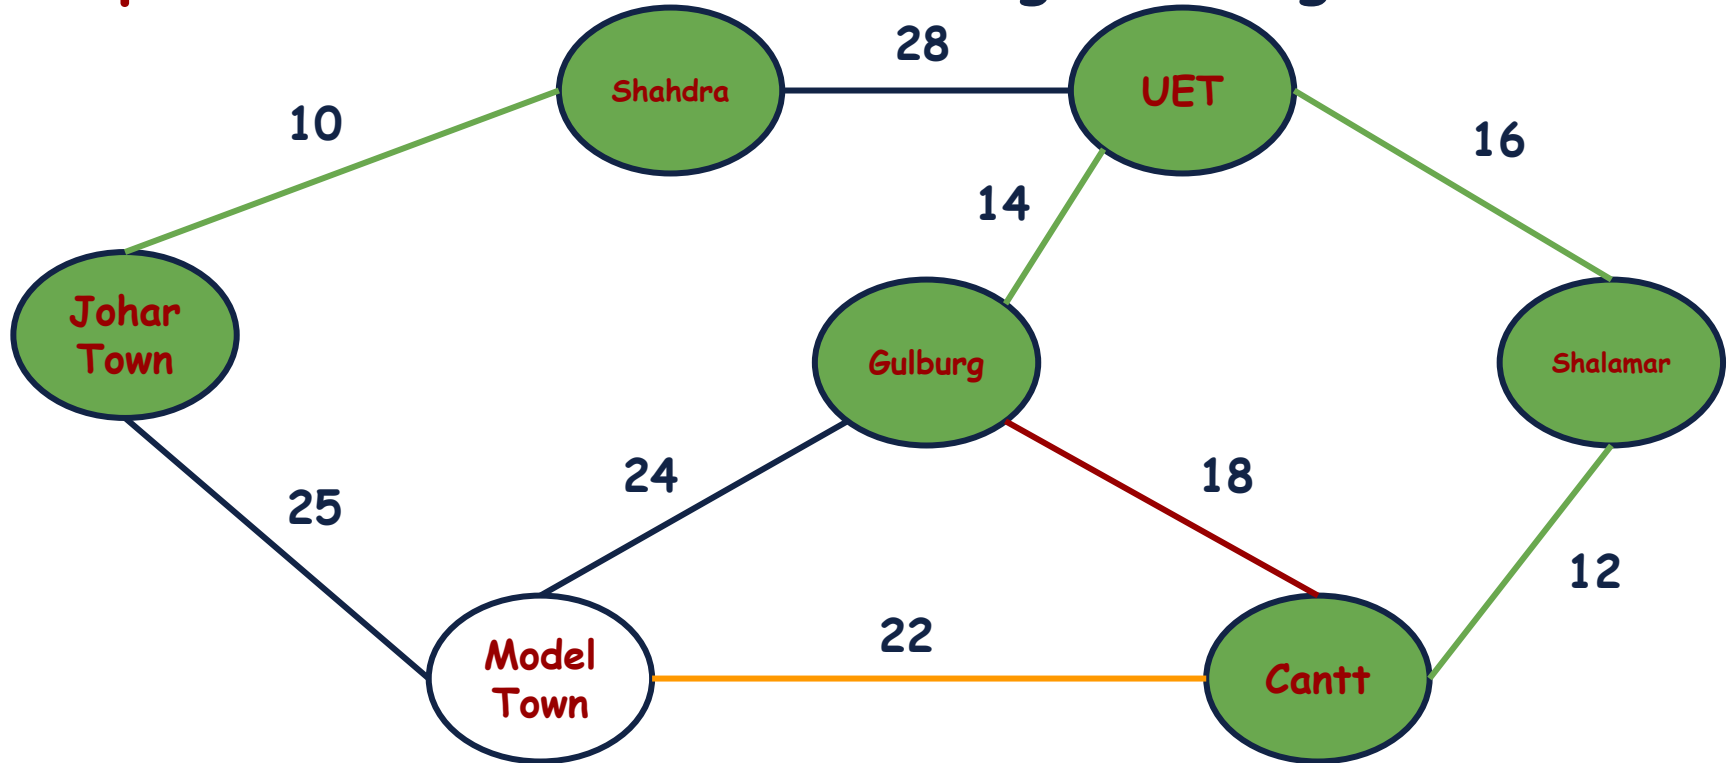 28
Shahdra
UET
10
16
14
Johar
Town
Gulburg
Shalamar
24
18
25
12
22
Model
Town
Cantt